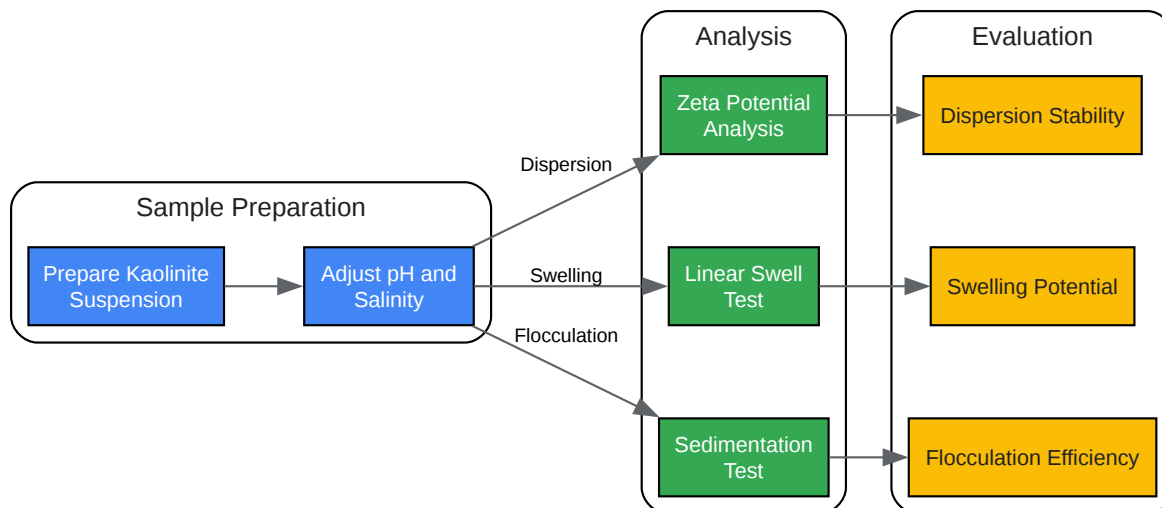 Sample Preparation
Prepare Kaolinite
Suspension
Adjust pH and
Salinity
Dispersion
Swelling
Flocculation
Analysis
Zeta Potential
Analysis
Linear Swell
Test
Sedimentation
Test
Evaluation
Dispersion Stability
Swelling Potential
Flocculation Efficiency